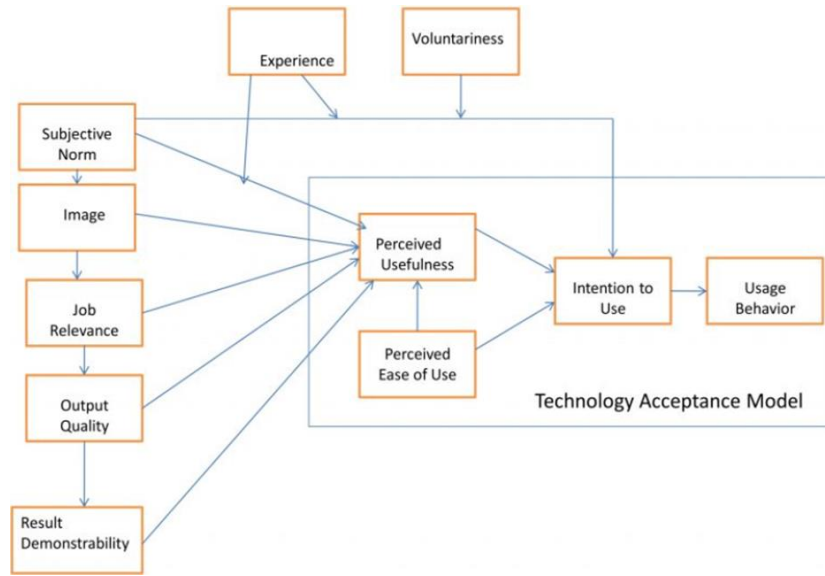 Experience
Voluntariness
Subjective
Norm
Image
Job
Relevance
Output
Quality
Result
Demonstrability
Perceived
Usefulness
Perceived
Ease of Use
Intention to
Use
Usage
Behavior
Technology Acceptance Model